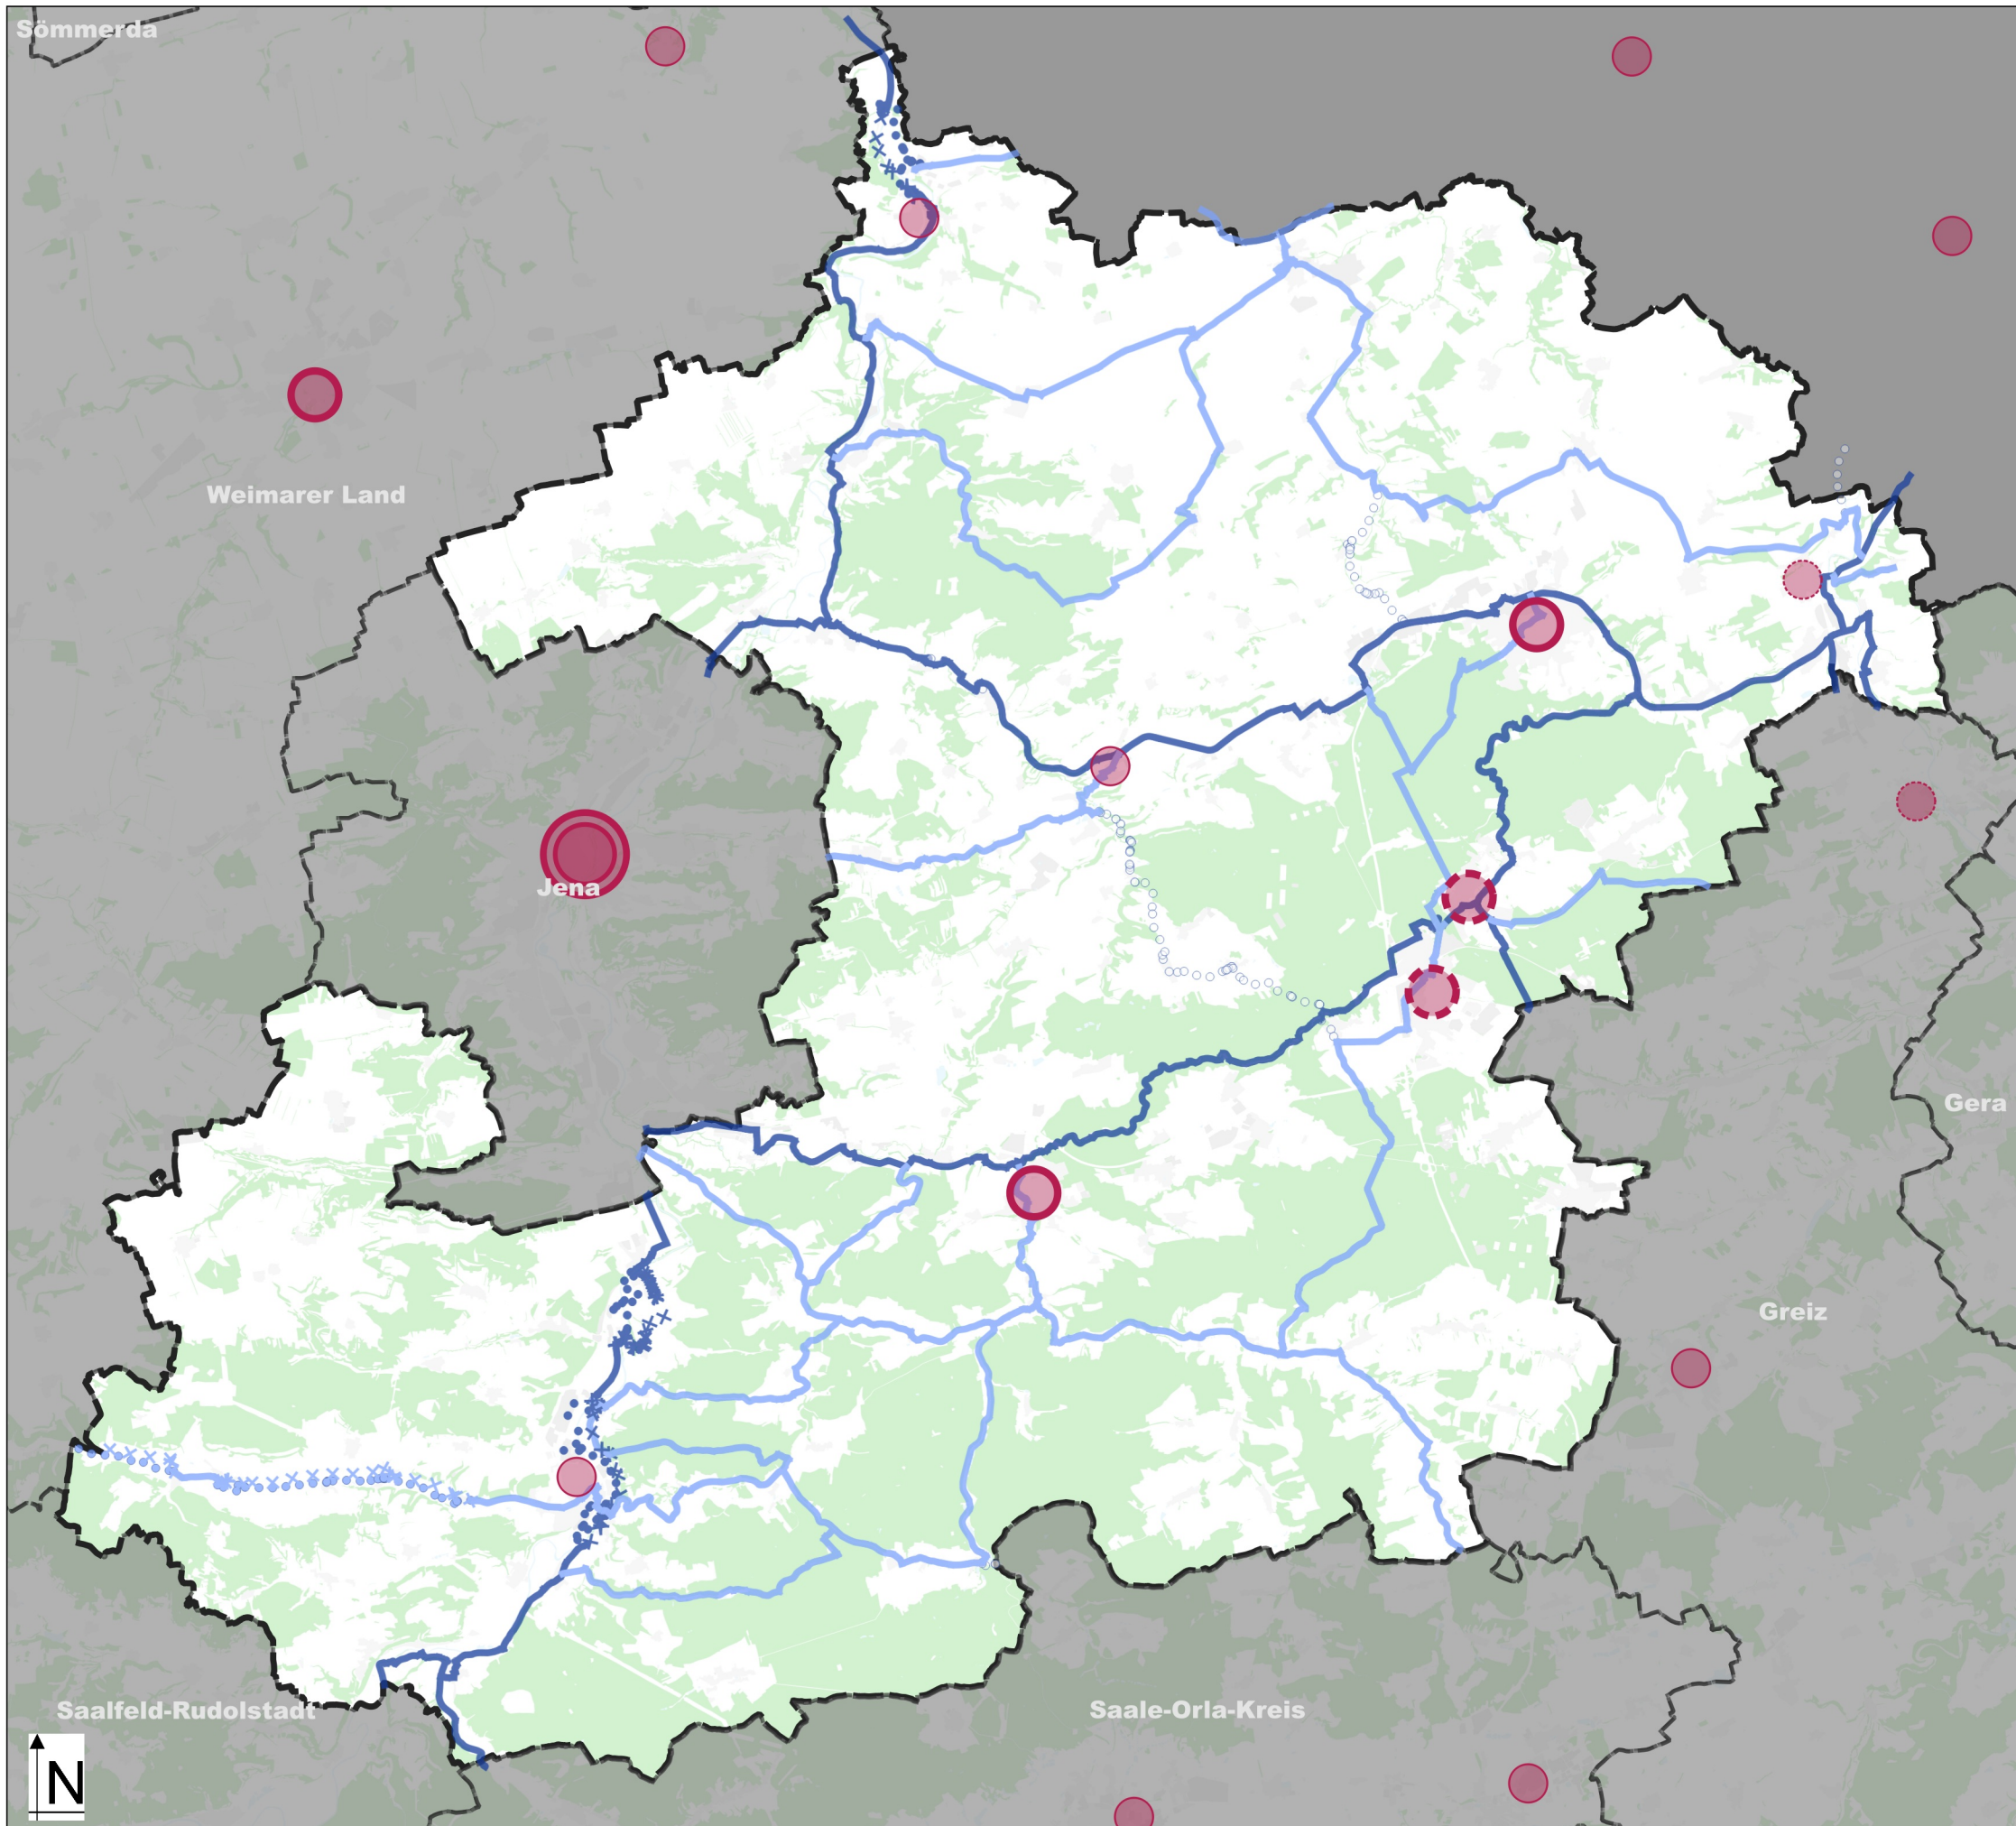 Sömmerda
Weimarer Land
Jena
Gera
Greiz
Saalfeld-Rudolstadt
Saale-Orla-Kreis
N